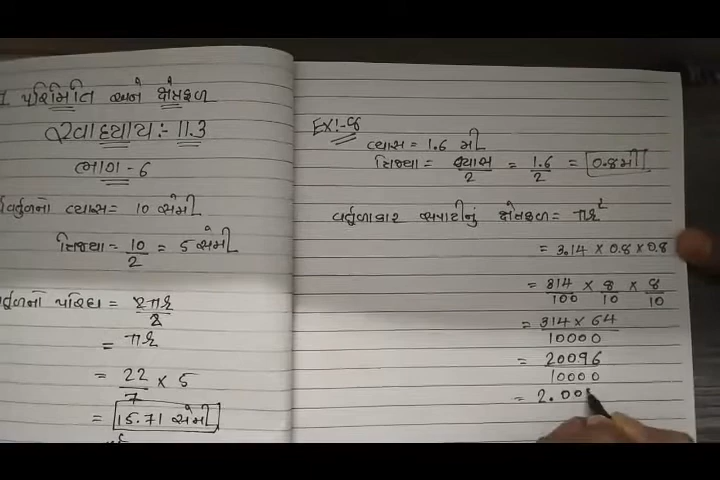 પરિમિતિ અને ક્ષેત્રફળ
સ્વાધ્યાય:- 11.3
ભાગ-6
વર્તુળનો વ્યાસ = 10 સેમી
ત્રિજ્યા = 10/2 = 5 સેમી
વર્તુળનો પરિઘ = 2πr/2
= πr
= 22/7 × 5
= 15.71 સેમી
Ex:-8
વ્યાસ = 1.6 મી
ત્રિજ્યા = વ્યાસ/2 = 1.6/2 = 0.8મી
વર્તુળાકાર સપાટીનું ક્ષેત્રફળ = πr²
= 3.14 × 0.8 × 0.8
= 314/100 × 8/10 × 8/10
= 314 × 64/10000
= 20096/10000
= 2.00